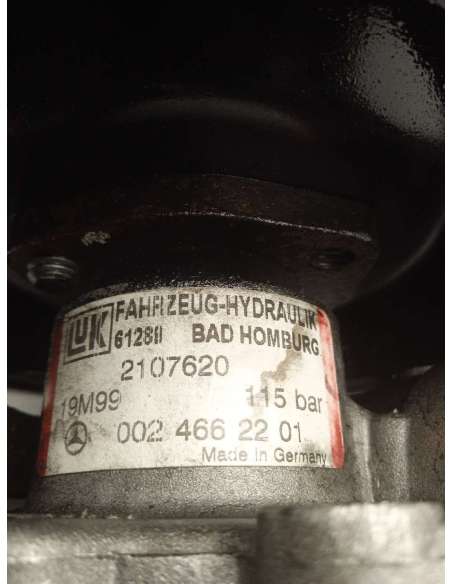 LUK FAHRZEUG-HYDRAULIK
61288 BAD HOMBURG
2107620
19M99 115 bar
002 466 22 01
Made in Germany